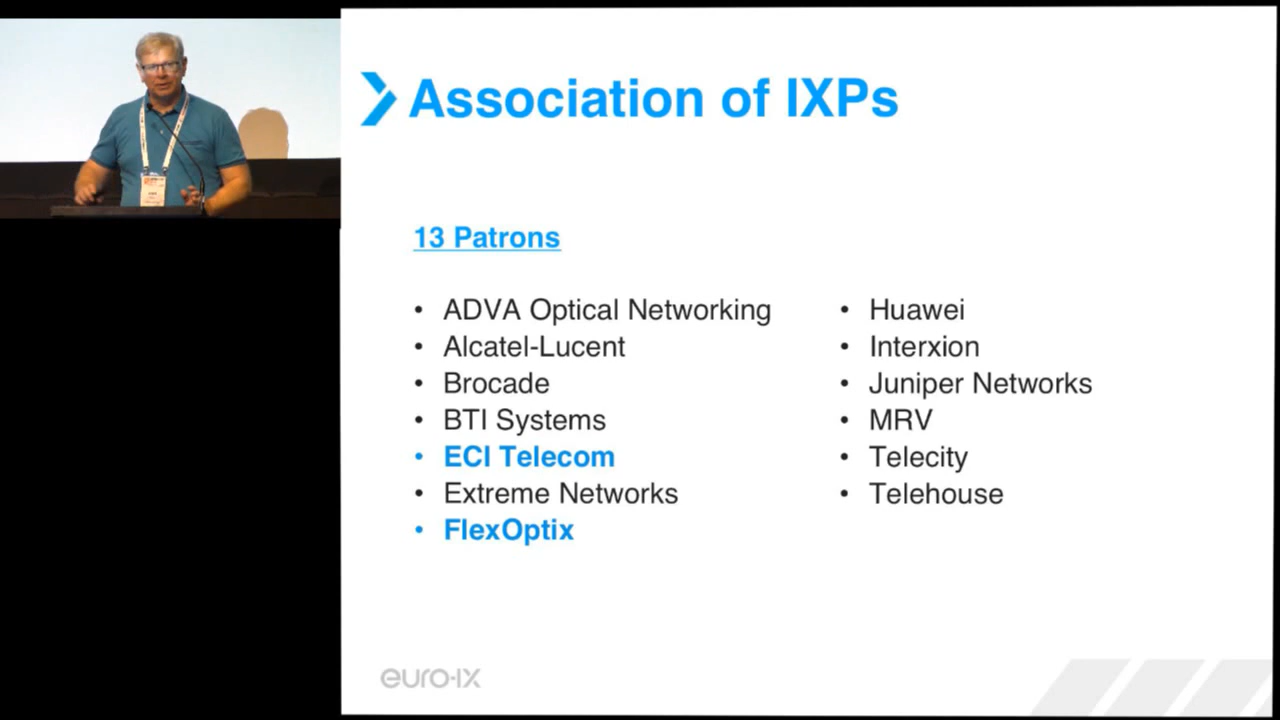 Association of IXPs
13 Patrons
• ADVA Optical Networking
• Alcatel-Lucent
• Brocade
• BTI Systems
• ECI Telecom
• Extreme Networks
• FlexOptix
• Huawei
• Interxion
• Juniper Networks
• MRV
• Telecity
• Telehouse
euro-ix